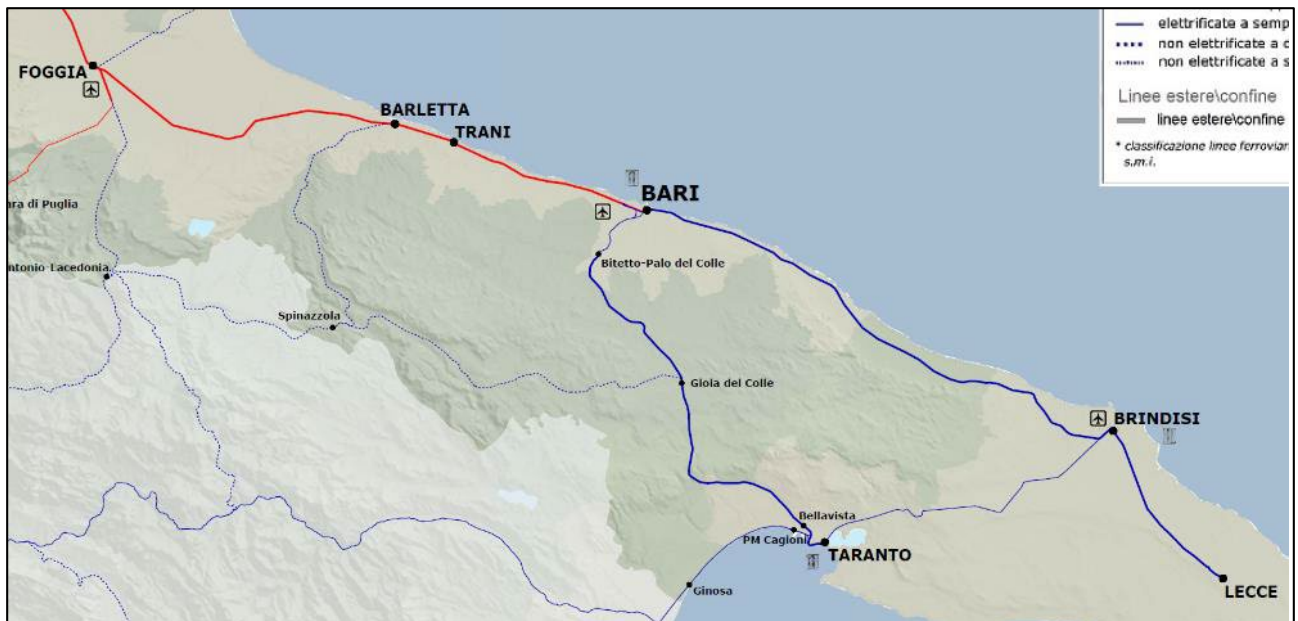 elettrificate a semp
non elettrificate a
non elettrificate a s
Linee estere\confine
linee estere\confine
* classificazione linee ferroviar
s.m.i.
FOGGIA
BARLETTA
TRANI
BARI
ara di Puglia
Bitetto-Palo del Colle
ntonio-Lacedonia
Spinazzola
Gioia del Colle
BRINDISI
Bellavista
PM Cagioni
TARANTO
Ginosa
LECCE